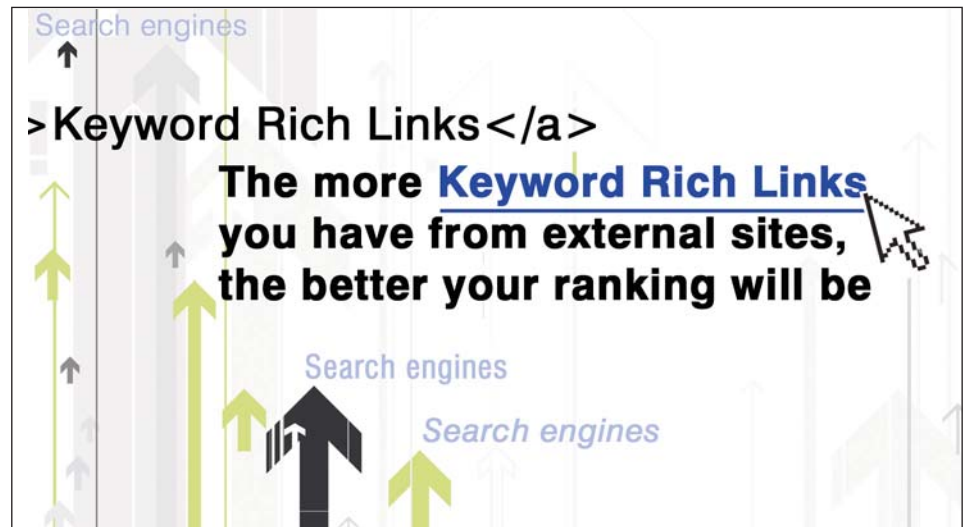 Search engines
>Keyword Rich Links</a>
The more Keyword Rich Links
you have from external sites,
the better your ranking will be
Search engines
Search engines